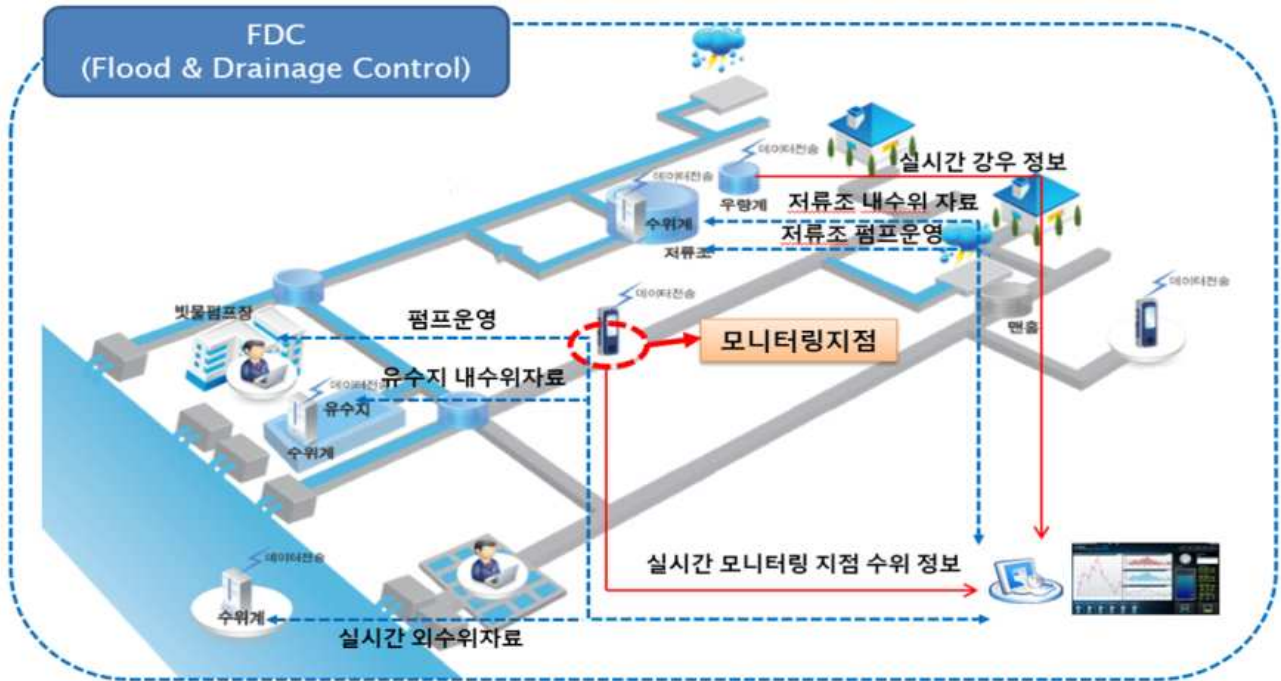 FDC
(Flood & Drainage Control)
데이터전송
실시간 강우 정보
데이터전송
우량계
저류조 내수위 자료
수위계
저류조 펌프운영
저류조
데이터전송
데이터전송
빗물펌프장
펌프운영
맨홀
모니터링지점
유수지 내수위자료
데이터전송
유수지
수위계
데이터전송
실시간 모니터링 지점 수위 정보
수위계
실시간 외수위자료